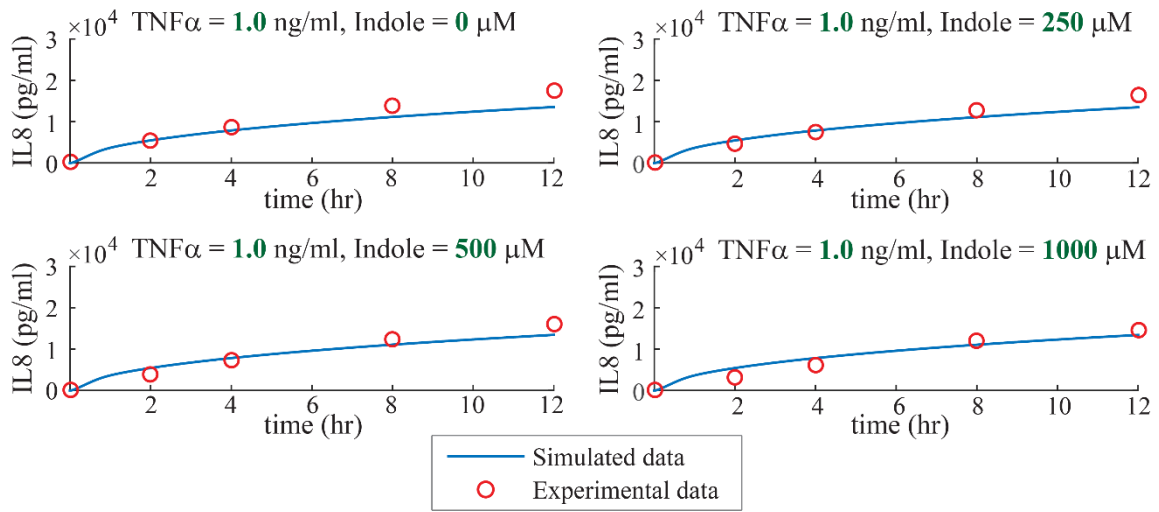 TNFα = 1.0 ng/ml, Indole = 0 μM
×10⁴
3
2
1
0
IL8 (pg/ml)
2 4 6 8 10 12
time (hr)
TNFα = 1.0 ng/ml, Indole = 250 μM
×10⁴
3
2
1
0
IL8 (pg/ml)
2 4 6 8 10 12
time (hr)
TNFα = 1.0 ng/ml, Indole = 500 μM
×10⁴
3
2
1
0
IL8 (pg/ml)
2 4 6 8 10 12
time (hr)
TNFα = 1.0 ng/ml, Indole = 1000 μM
×10⁴
3
2
1
0
IL8 (pg/ml)
2 4 6 8 10 12
time (hr)
Simulated data
Experimental data